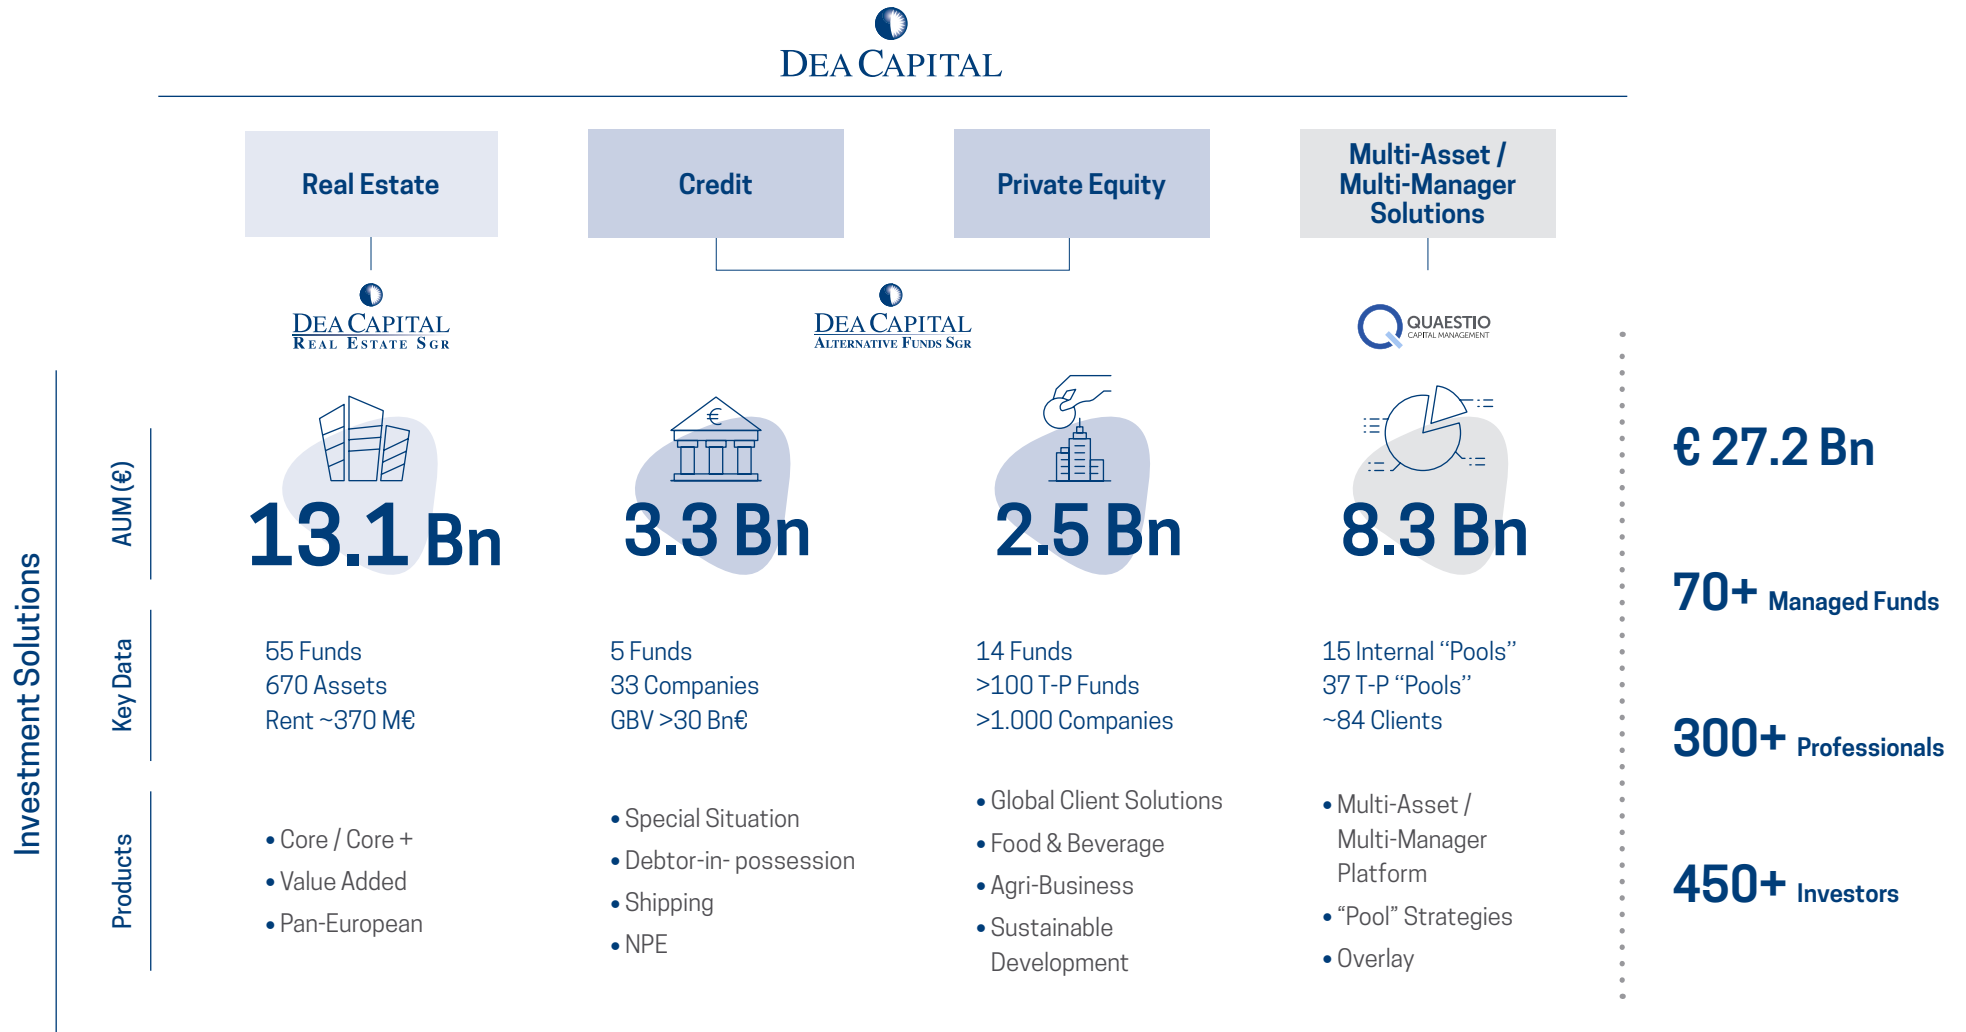 DEA CAPITAL
Real Estate
Credit
Private Equity
Multi-Asset /
Multi-Manager
Solutions
DEA CAPITAL
REAL ESTATE SGR
DEA CAPITAL
ALTERNATIVE FUNDS SGR
QUAESTIO
CAPITAL MANAGEMENT
Investment Solutions
AUM (€)
€
13.1 Bn
3.3 Bn
2.5 Bn
8.3 Bn
Key Data
55 Funds
670 Assets
Rent ~370 M€
5 Funds
33 Companies
GBV >30 Bn€
14 Funds
>100 T-P Funds
>1.000 Companies
15 Internal “Pools”
37 T-P “Pools”
~84 Clients
Products
• Core / Core +
• Value Added
• Pan-European
• Special Situation
• Debtor-in- possession
• Shipping
• NPE
• Global Client Solutions
• Food & Beverage
• Agri-Business
• Sustainable
Development
• Multi-Asset /
Multi-Manager
Platform
• “Pool” Strategies
• Overlay
€ 27.2 Bn
70+ Managed Funds
300+ Professionals
450+ Investors